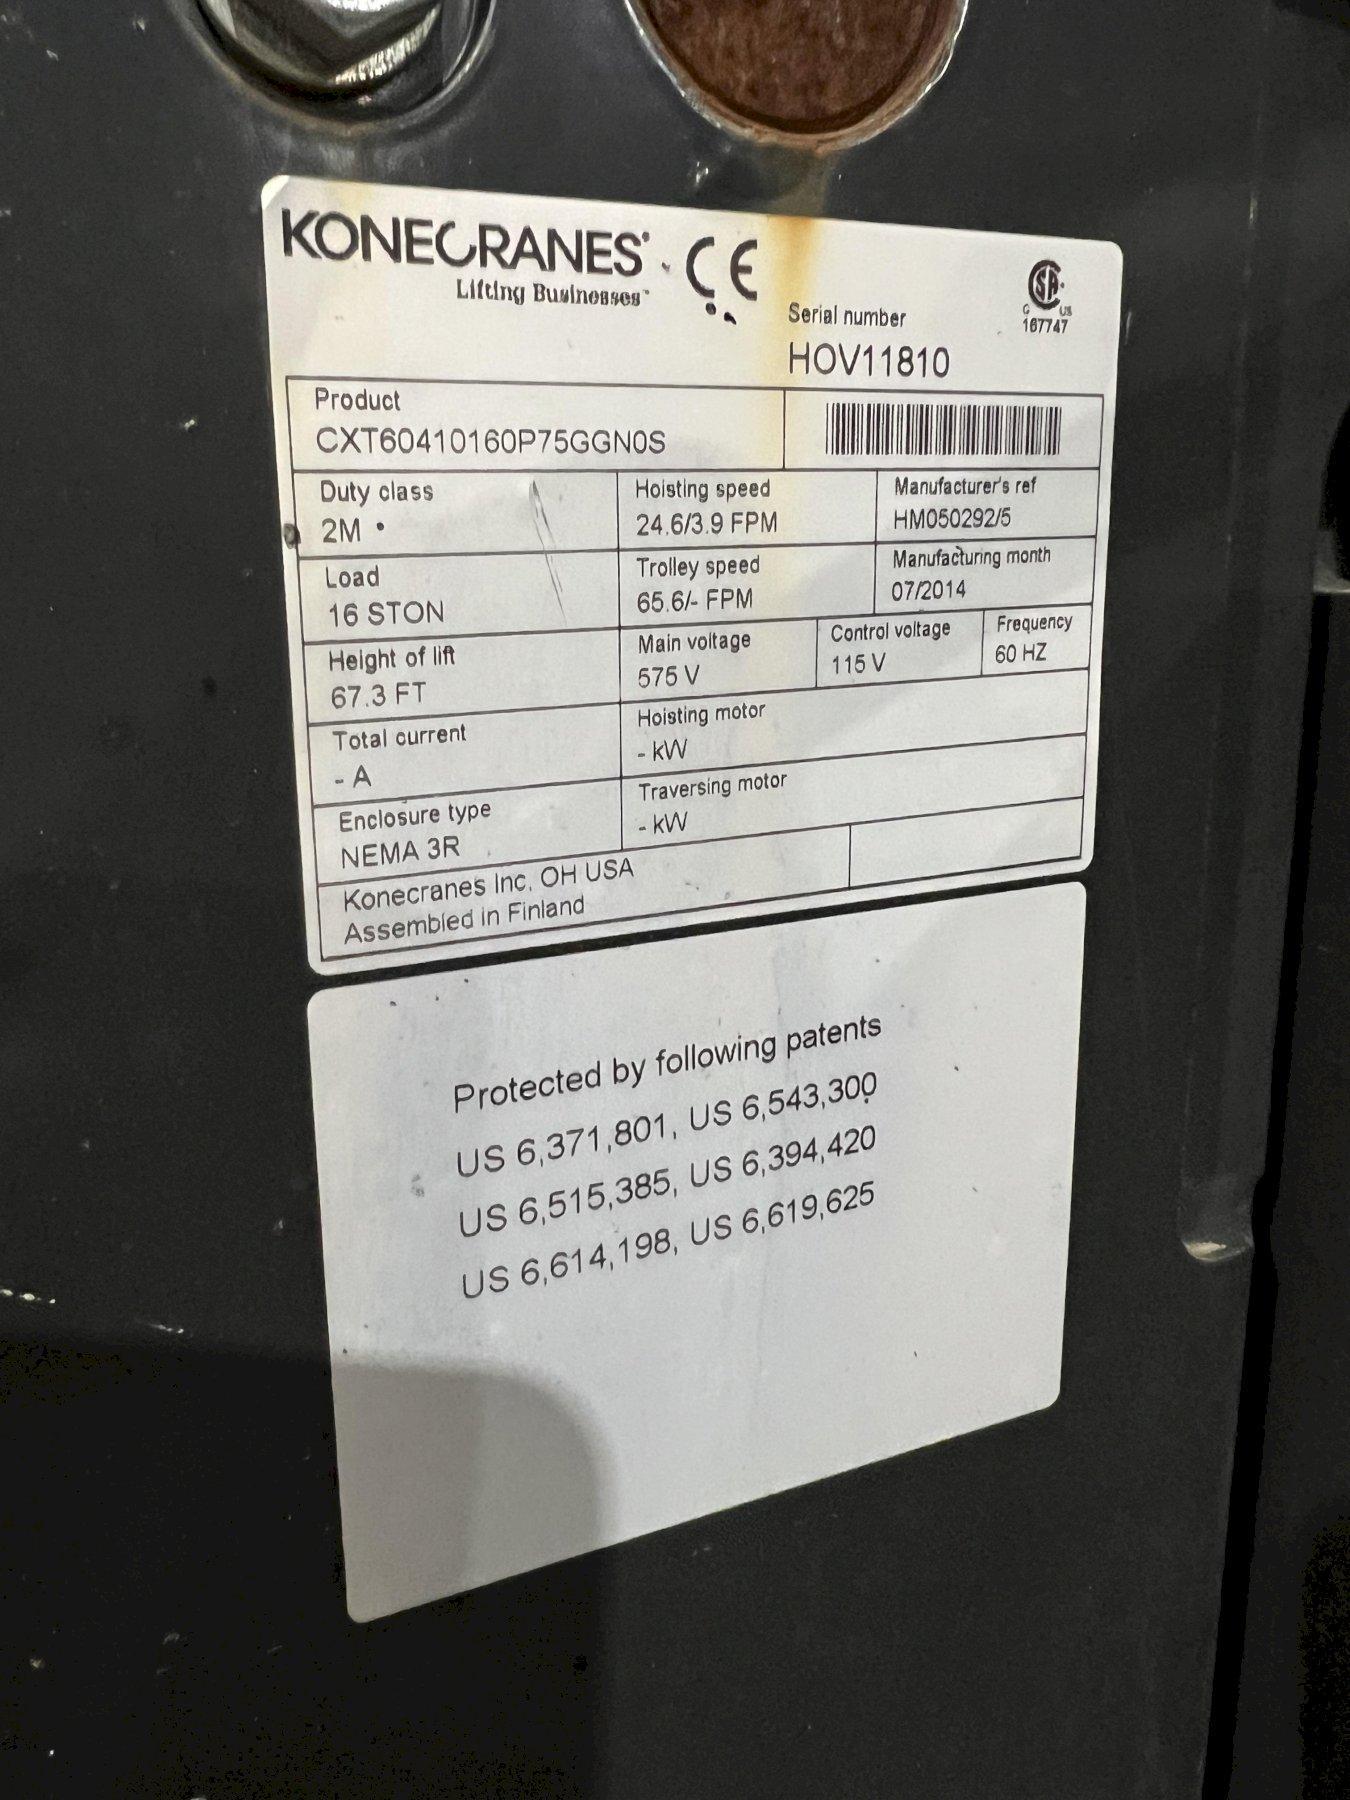 KONECRANES®
Lifting Businesses™
CE
Serial number
HOV11810
CSA
C US
167747
Product
CXT60410160P75GGN0S
Duty class
2M
Hoisting speed
24.6/3.9 FPM
Manufacturer's ref
HM050292/5
Load
16 STON
Trolley speed
65.6/- FPM
Manufacturing month
07/2014
Height of lift
67.3 FT
Main voltage
575 V
Control voltage
115 V
Frequency
60 HZ
Total current
- A
Hoisting motor
- kW
Enclosure type
NEMA 3R
Traversing motor
- kW
Konecranes Inc. OH USA
Assembled in Finland
Protected by following patents
US 6,371,801, US 6,543,300
US 6,515,385, US 6,394,420
US 6,614,198, US 6,619,625